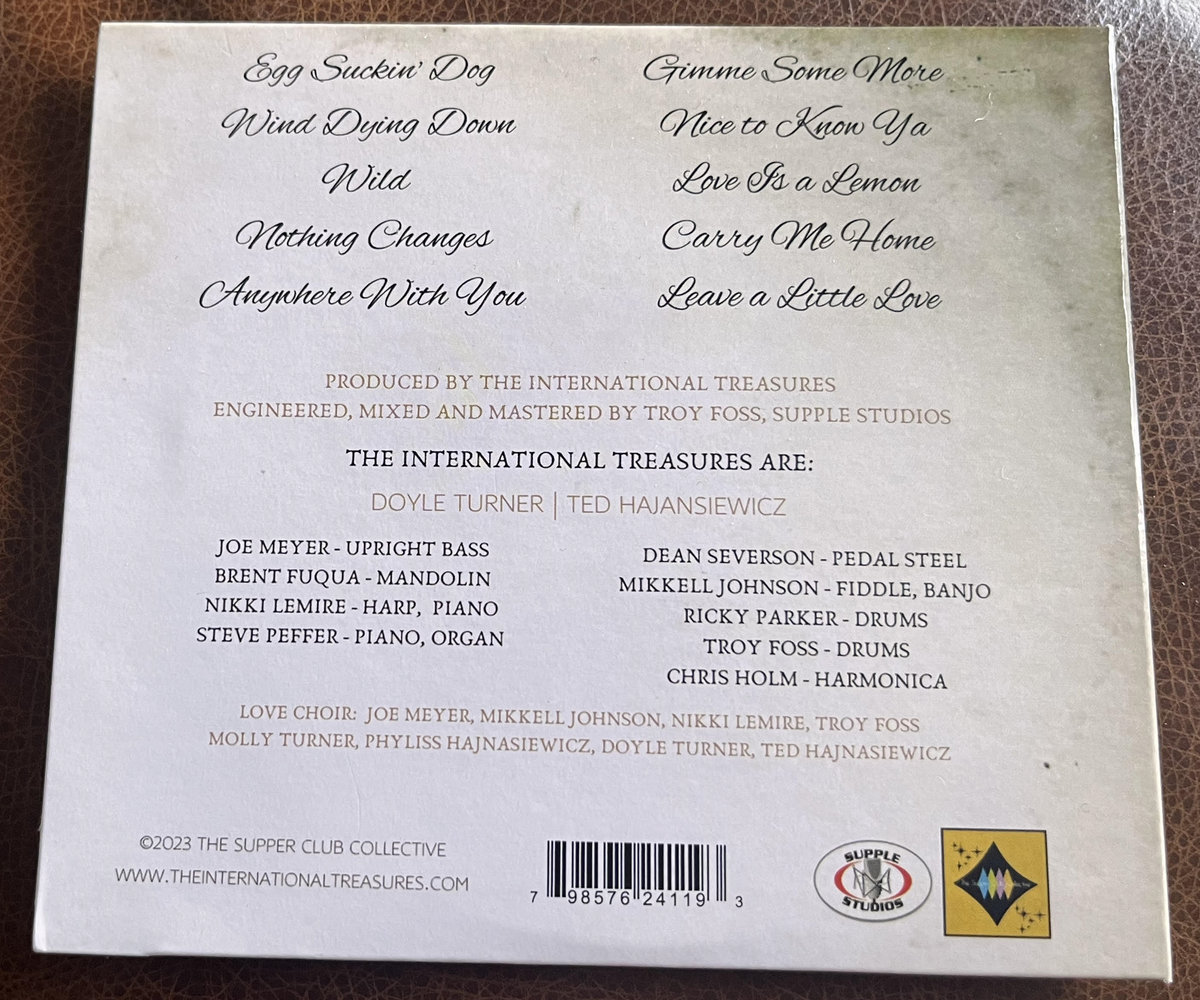 Egg Suckin' Dog
Wind Dying Down
Wild
Nothing Changes
Anywhere With You
Gimme Some More
Nice to Know Ya
Love Is a Lemon
Carry Me Home
Leave a Little Love
PRODUCED BY THE INTERNATIONAL TREASURES
ENGINEERED, MIXED AND MASTERED BY TROY FOSS, SUPPLE STUDIOS
THE INTERNATIONAL TREASURES ARE:
DOYLE TURNER | TED HAJANSIEWICZ
JOE MEYER - UPRIGHT BASS
BRENT FUQUA - MANDOLIN
NIKKI LEMIRE - HARP, PIANO
STEVE PEFFER - PIANO, ORGAN
DEAN SEVERSON - PEDAL STEEL
MIKKELL JOHNSON - FIDDLE, BANJO
RICKY PARKER - DRUMS
TROY FOSS - DRUMS
CHRIS HOLM - HARMONICA
LOVE CHOIR: JOE MEYER, MIKKELL JOHNSON, NIKKI LEMIRE, TROY FOSS
MOLLY TURNER, PHYLISS HAJNASIEWICZ, DOYLE TURNER, TED HAJNASIEWICZ
©2023 THE SUPPER CLUB COLLECTIVE
WWW.THEINTERNATIONALTREASURES.COM
7 98576 24119 3
SUPPLE
STUDIOS